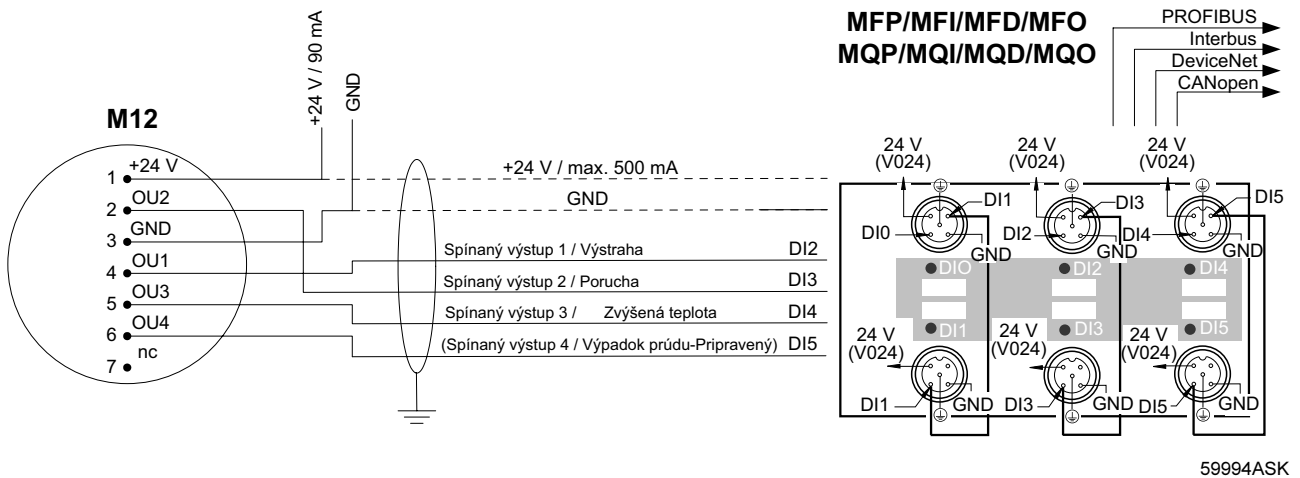 +24 V / 90 mA
GND
MFP/MFI/MFD/MFO
MQP/MQI/MQD/MQO
PROFIBUS
Interbus
DeviceNet
CANopen
M12
1 +24 V
2 OU2
3 GND
4 OU1
5 OU3
6 OU4
7 nc
+24 V / max. 500 mA
GND
Spínaný výstup 1 / Výstraha DI2
Spínaný výstup 2 / Porucha DI3
Spínaný výstup 3 / Zvýšená teplota DI4
(Spínaný výstup 4 / Výpadok prúdu-Pripravený) DI5
24 V (V024)
24 V (V024)
24 V (V024)
DI1
DI3
DI5
DI0
DI2
DI4
GND
GND
GND
DIO
DI2
DI4
DI1
DI3
DI5
24 V (V024)
24 V (V024)
24 V (V024)
DI1
GND
DI3
GND
DI5
GND
59994ASK